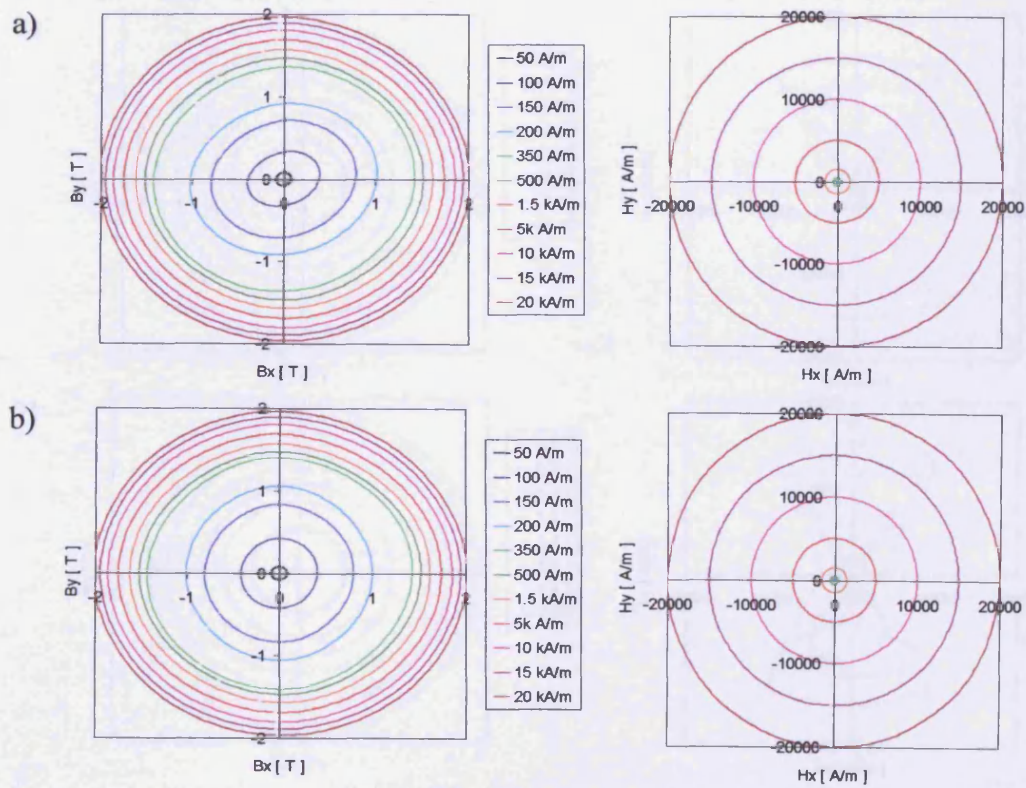 a)
2
1
0
-1
-2
-2 -1 0 1 2
By [ T ]
Bx [ T ]
50 A/m
100 A/m
150 A/m
200 A/m
350 A/m
500 A/m
1.5 kA/m
5k A/m
10 kA/m
15 kA/m
20 kA/m
20000
10000
0
-10000
-20000
-20000 -10000 0 10000 20000
Hy [ A/m ]
Hx [ A/m ]
b)
2
1
0
-1
-2
-2 -1 0 1 2
By [ T ]
Bx [ T ]
50 A/m
100 A/m
150 A/m
200 A/m
350 A/m
500 A/m
1.5 kA/m
5k A/m
10 kA/m
15 kA/m
20 kA/m
20000
10000
0
-10000
-20000
-20000 -10000 0 10000 20000
Hy [ A/m ]
Hx [ A/m ]